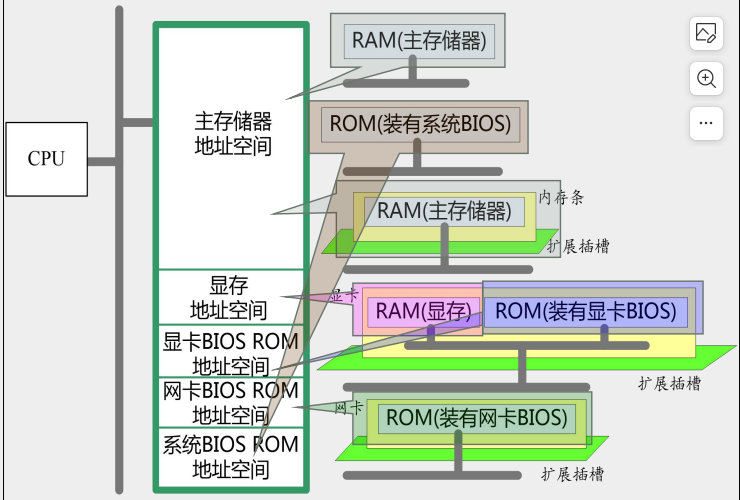 CPU
主存储器
地址空间
显存
地址空间
显卡BIOS ROM
地址空间
网卡BIOS ROM
地址空间
系统BIOS ROM
地址空间
RAM(主存储器)
ROM(装有系统BIOS)
RAM(主存储器)
内存条
扩展插槽
显卡
RAM(显存)
ROM(装有显卡BIOS)
扩展插槽
网卡
ROM(装有网卡BIOS)
扩展插槽